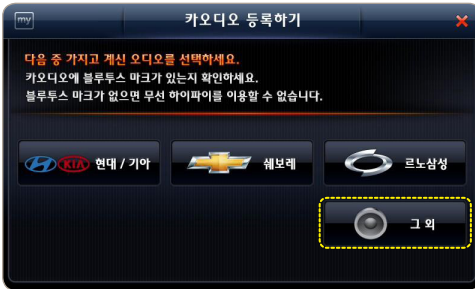 my
카오디오 등록하기
다음 중 가지고 계신 오디오를 선택하세요.
카오디오에 블루투스 마크가 있는지 확인하세요.
블루투스 마크가 없으면 무선 하이파이를 이용할 수 없습니다.
KIA 현대 / 기아
쉐보레
르노삼성
그 외